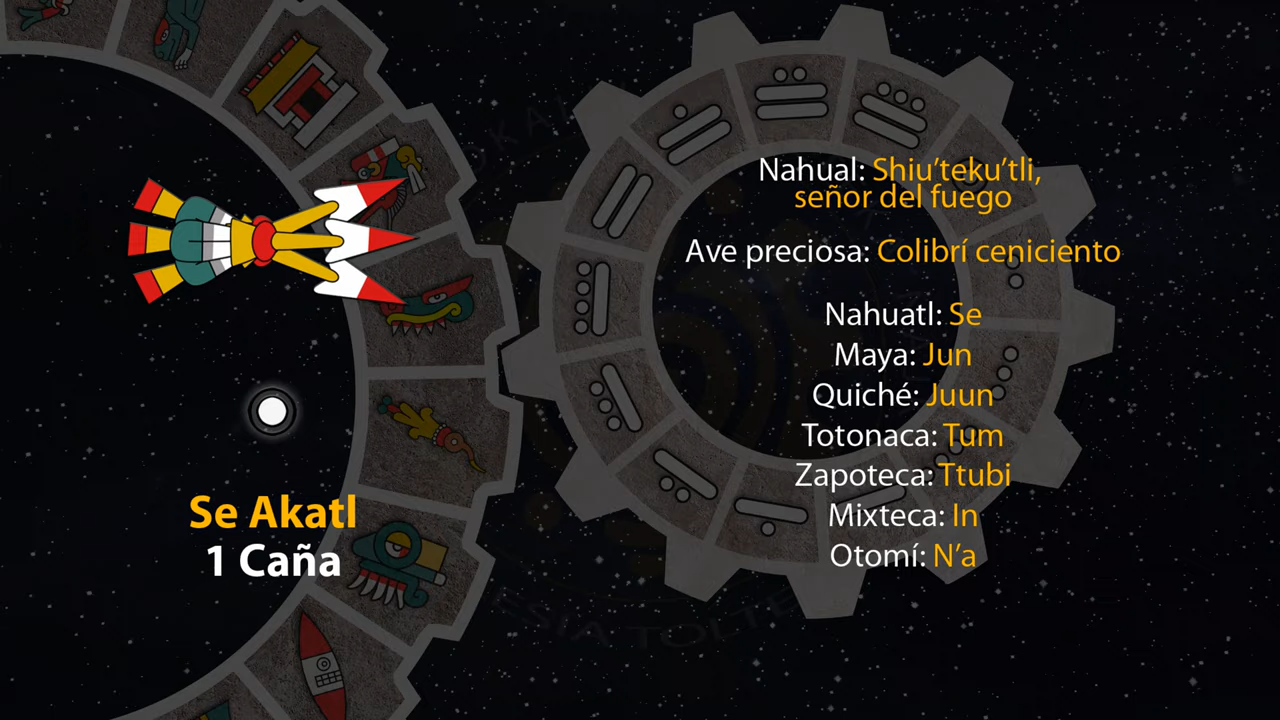 Nahual: Shiu’teku’tli,
señor del fuego
Ave preciosa: Colibrí ceniciento
Nahuatl: Se
Maya: Jun
Quiché: Juun
Totonaca: Tum
Zapoteca: Ttubi
Mixteca: In
Otomí: N’a
Se Akatl
1 Caña